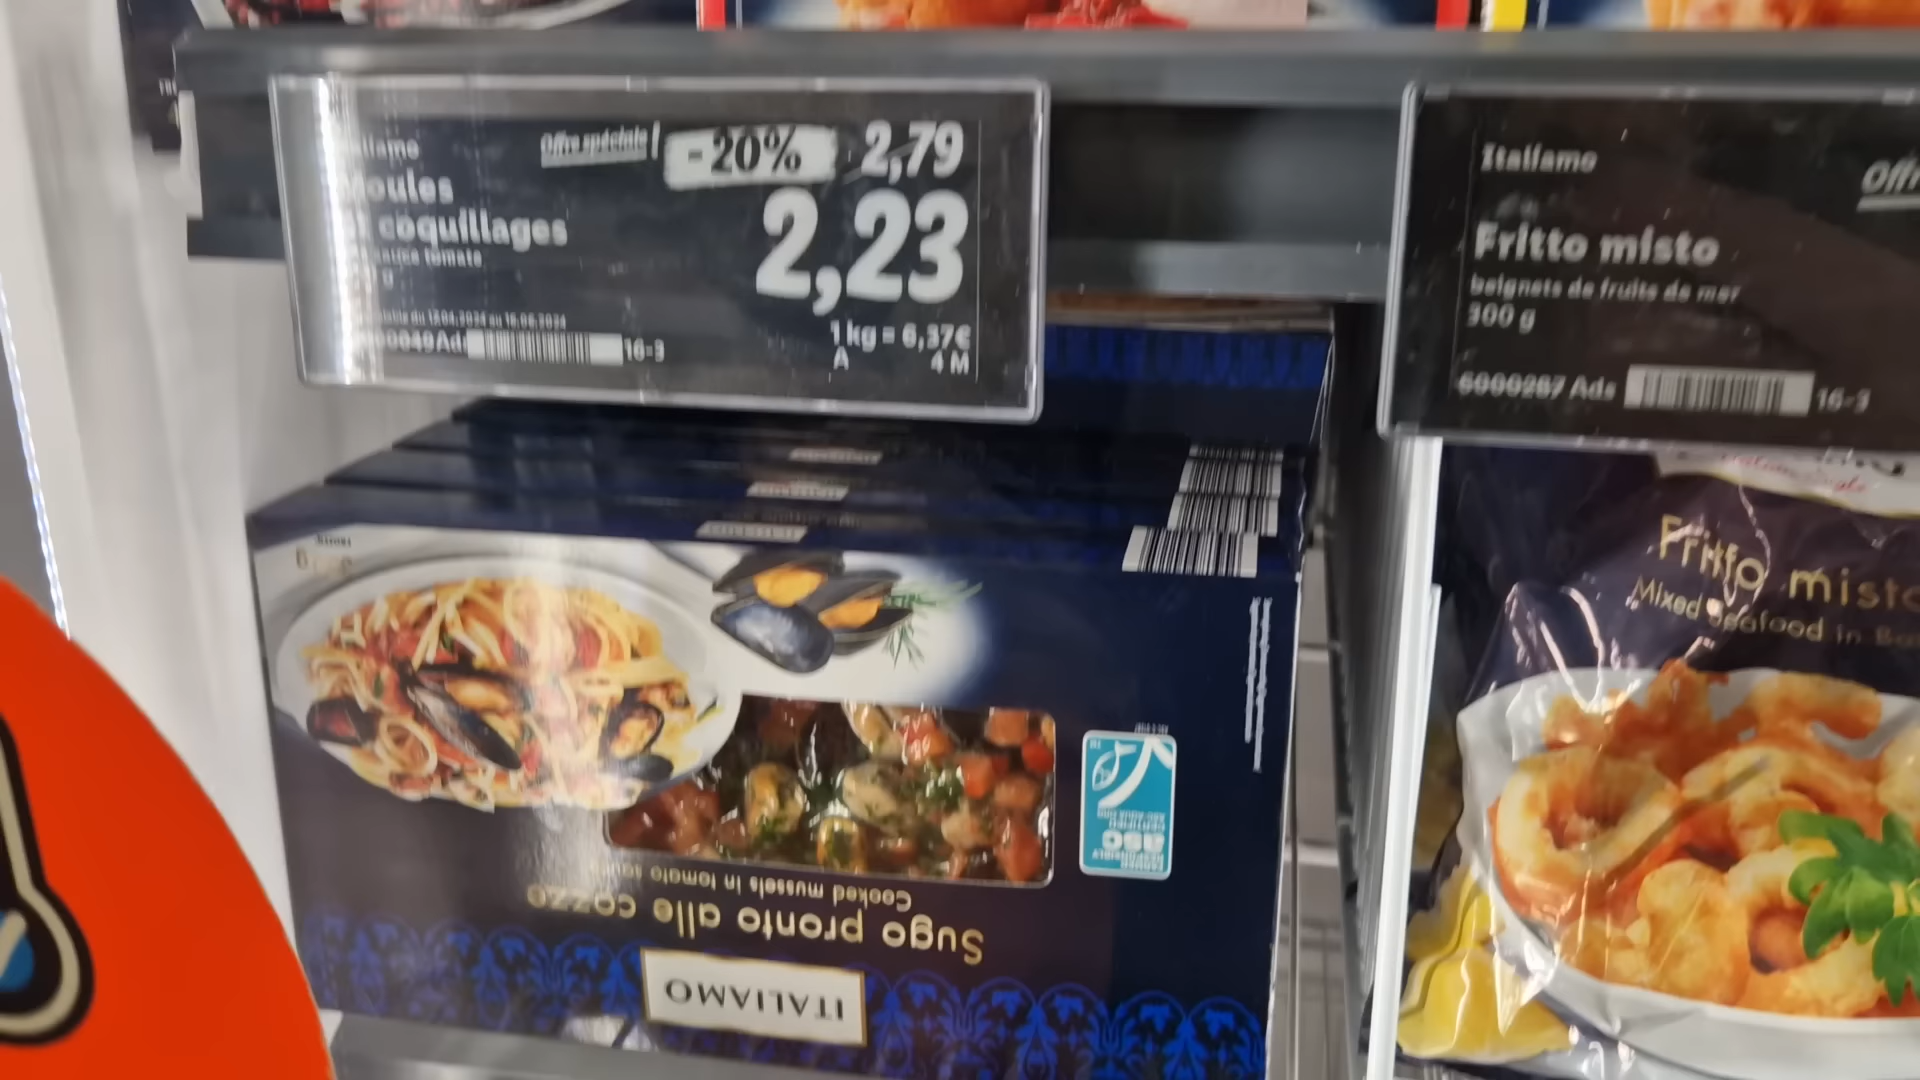 Offre spéciale
-20%
2,79
Moules
coquillages
sauce tomate
2,23
1 kg = 6,37€
A
4 M
16-3
Italiamo
Fritto misto
beignets de fruits de mer
300 g
6000287 Ads
16-3
Fritto misto
Mixed Seafood in
Sugo pronto alle cozze
Cooked mussels in tomato
ITALIAMO
asc